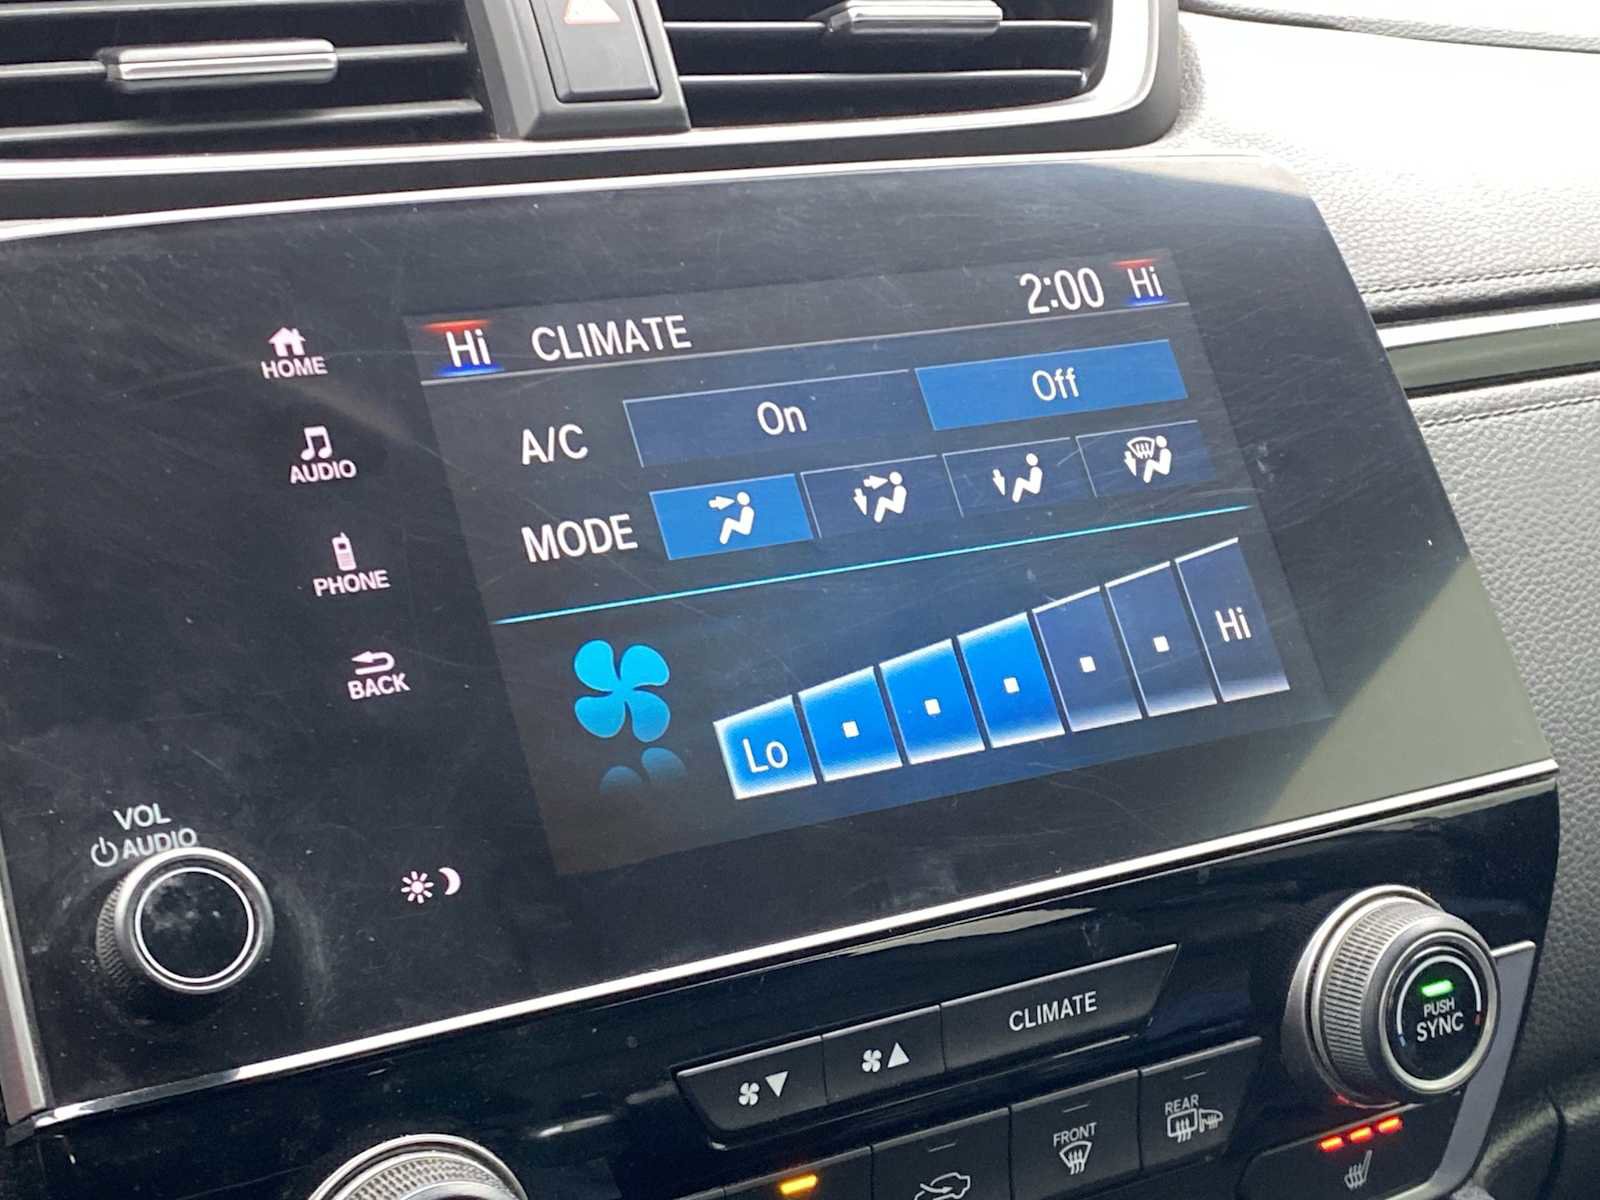 Hi CLIMATE 2:00 Hi
HOME
A/C On Off
AUDIO
MODE
PHONE
BACK
Lo Hi
VOL
AUDIO
CLIMATE
PUSH
SYNC
FRONT
REAR